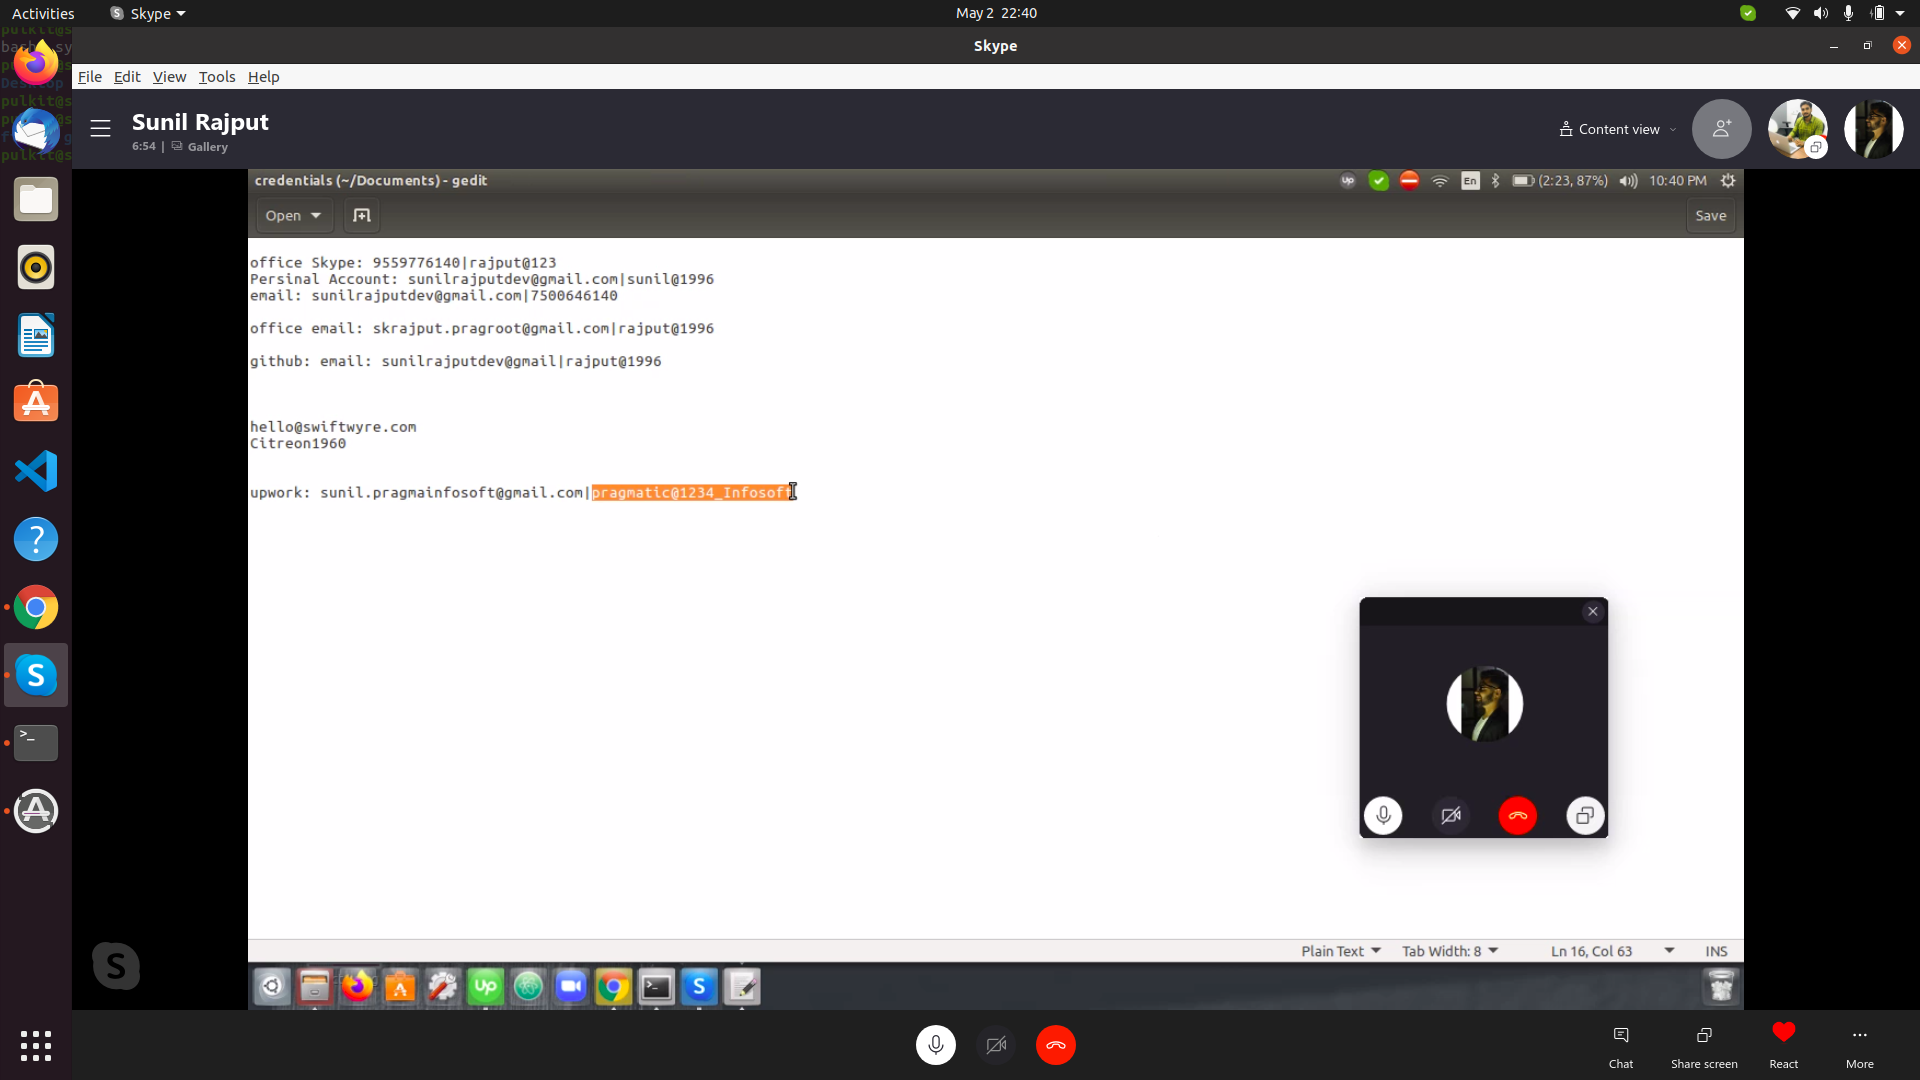 Activities
Skype
May 2 22:40
Skype
File Edit View Tools Help
Sunil Rajput
6:54 | Gallery
Content view
credentials (~/Documents) - gedit
En
(2:23, 87%)
10:40 PM
Open
Save
office Skype: 9559776140|rajput@123
Persinal Account: sunilrajputdev@gmail.com|sunil@1996
email: sunilrajputdev@gmail.com|7500646140
office email: skrajput.pragroot@gmail.com|rajput@1996
github: email: sunilrajputdev@gmail|rajput@1996
hello@swiftwyre.com
Citreon1960
upwork: sunil.pragmainfosoft@gmail.com|pragmatic@1234_Infosoft
Plain Text
Tab Width: 8
Ln 16, Col 63
INS
Chat
Share screen
React
More